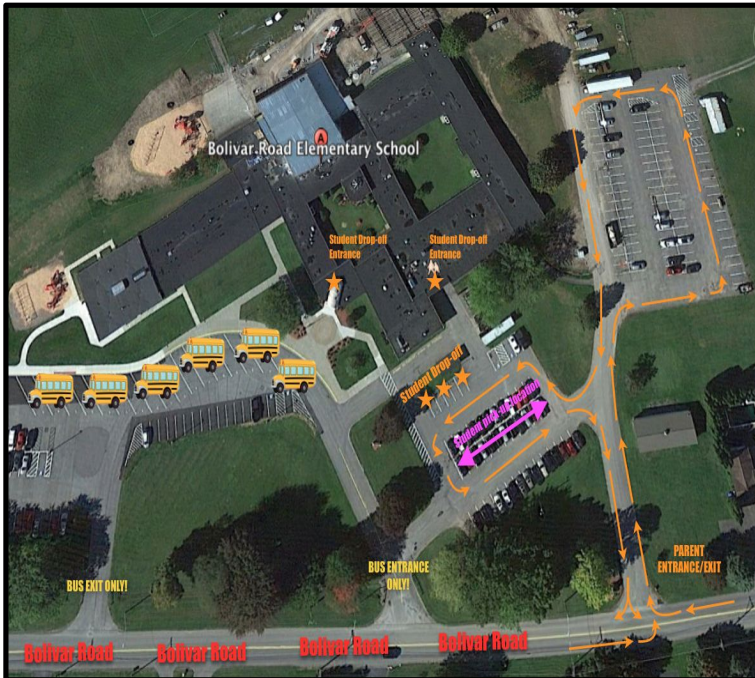 A
Bolivar Road Elementary School
Student Drop-off
Entrance
Student Drop-off
Entrance
Student Drop-off
Student pick-up location
PARENT
ENTRANCE/EXIT
BUS ENTRANCE
ONLY!
BUS EXIT ONLY!
Bolivar Road
Bolivar Road
Bolivar Road
Bolivar Road